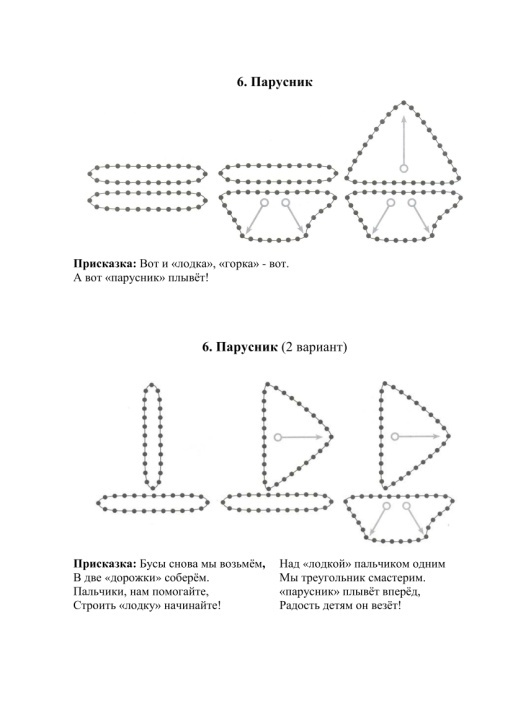 6. Парусник
Присказка: Вот и «лодка», «горка» - вот.
А вот «парусник» плывёт!
6. Парусник (2 вариант)
Присказка: Бусы снова мы возьмём,
В две «дорожки» соберём.
Пальчики, нам помогайте,
Строить «лодку» начинайте!
Над «лодкой» пальчиком одним
Мы треугольник смастерим.
«парусник» плывёт вперёд,
Радость детям он везёт!